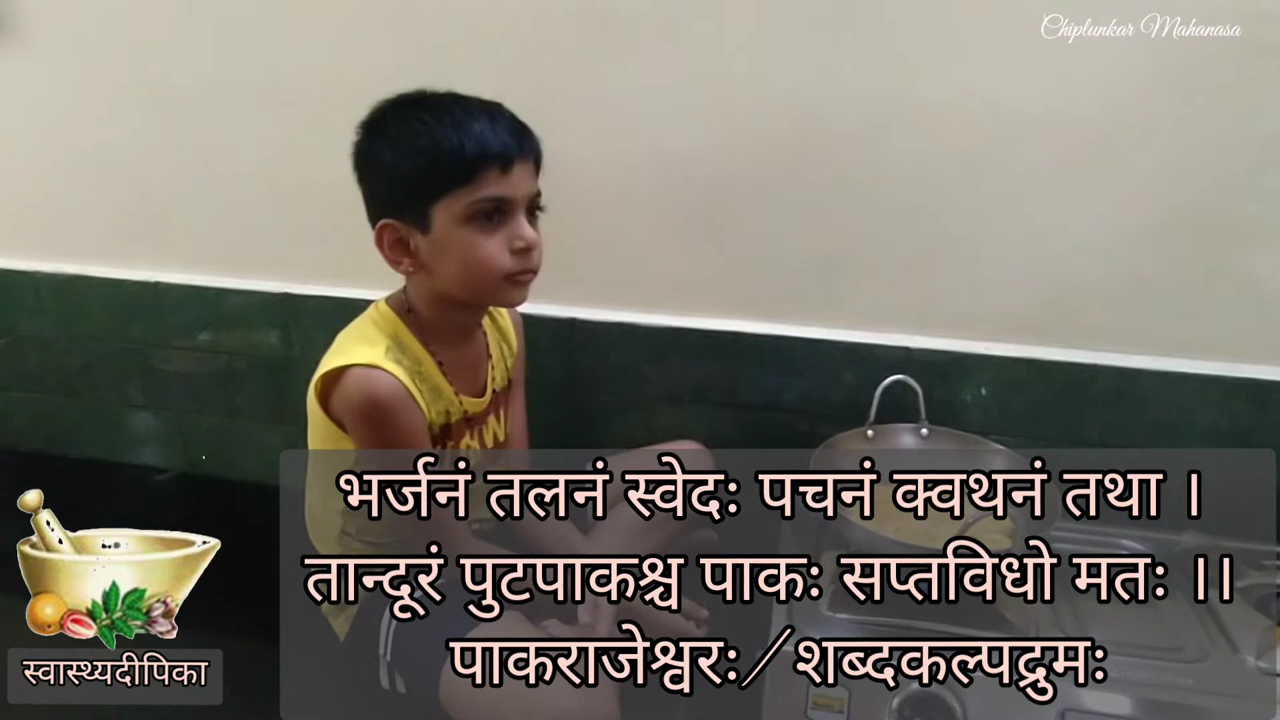 Chiplunkar Mahanasa
भर्जनं तलनं स्वेदः पचनं क्वथनं तथा ।
तान्दूरं पुटपाकश्च पाकः सप्तविधो मतः ।।
पाकराजेश्वरः/शब्दकल्पद्रुमः
स्वास्थ्यदीपिका